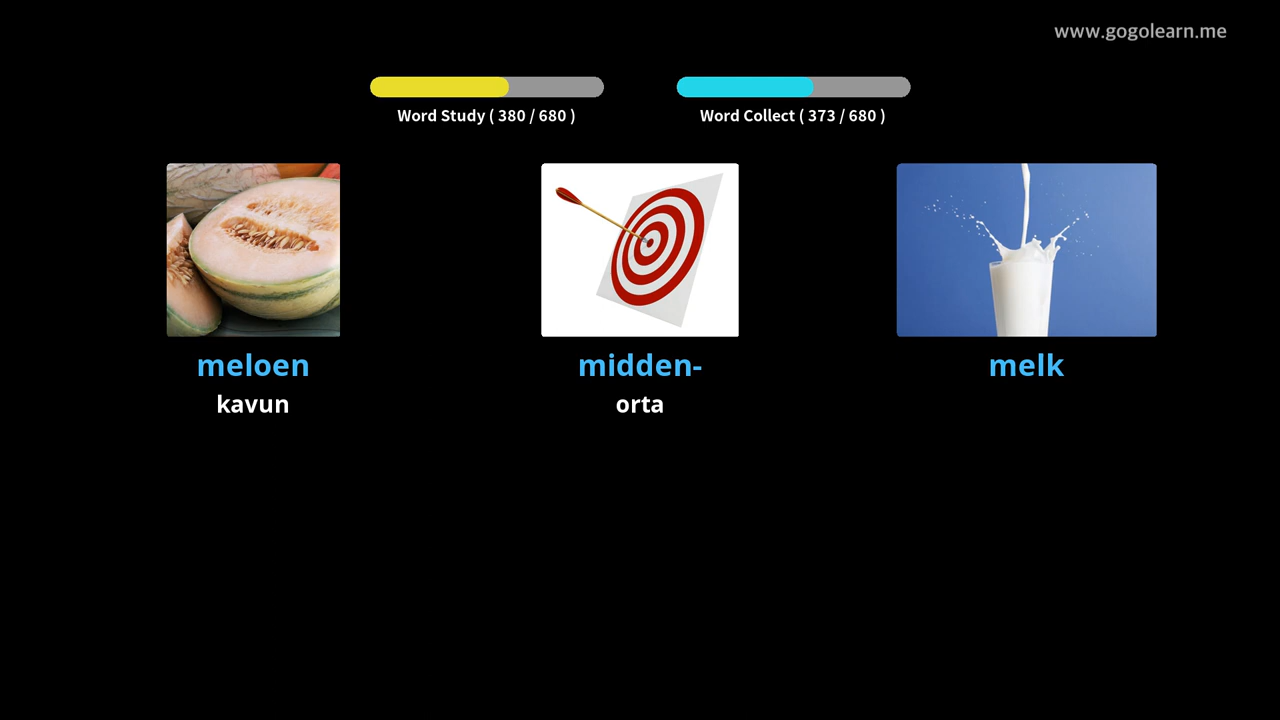 www.gogolearn.me
Word Study ( 380 / 680 )
Word Collect ( 373 / 680 )
meloen
kavun
midden-
orta
melk